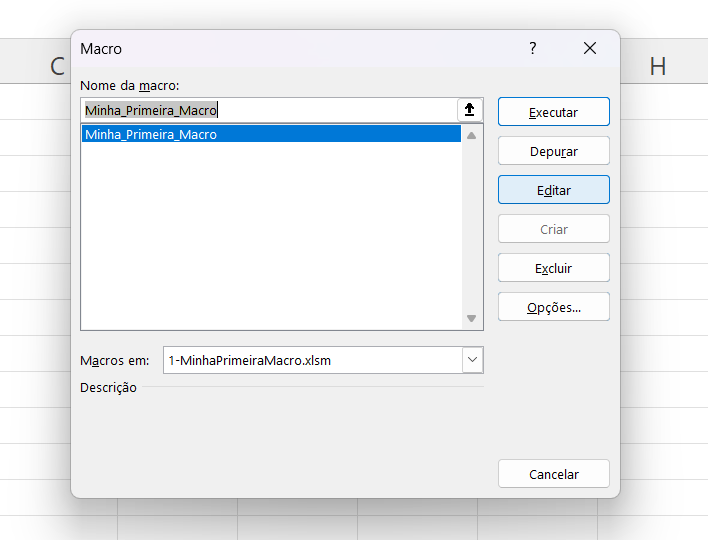 Macro
?
C
H
Nome da macro:
Minha_Primeira_Macro
Minha_Primeira_Macro
Executar
Depurar
Editar
Criar
Excluir
Opções...
Macros em:
1-MinhaPrimeiraMacro.xlsm
Descrição
Cancelar